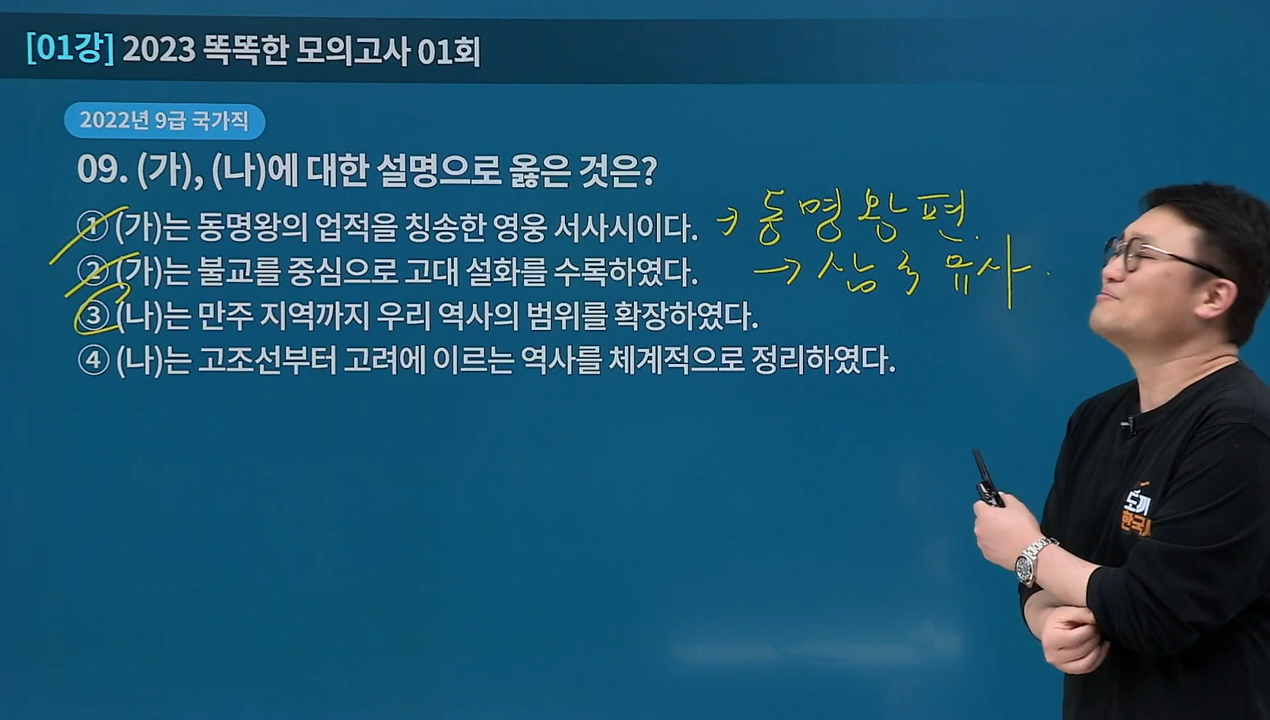 [01강] 2023 똑똑한 모의고사 01회
2022년 9급 국가직
09. (가), (나)에 대한 설명으로 옳은 것은?
① (가)는 동명왕의 업적을 칭송한 영웅 서사시이다. → 동명왕편.
② (가)는 불교를 중심으로 고대 설화를 수록하였다. → 삼국유사.
③ (나)는 만주 지역까지 우리 역사의 범위를 확장하였다.
④ (나)는 고조선부터 고려에 이르는 역사를 체계적으로 정리하였다.
도끼
한국사